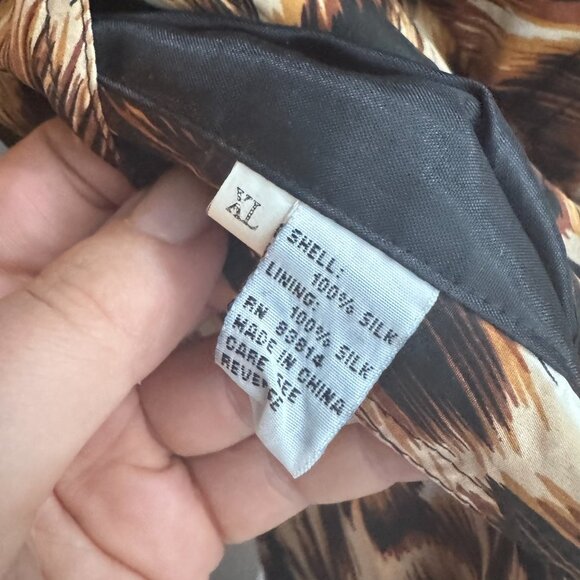 XL
SHELL:
100% SILK
LINING:
100% SILK
RN 83814
MADE IN CHINA
CARE SEE
REVERSE